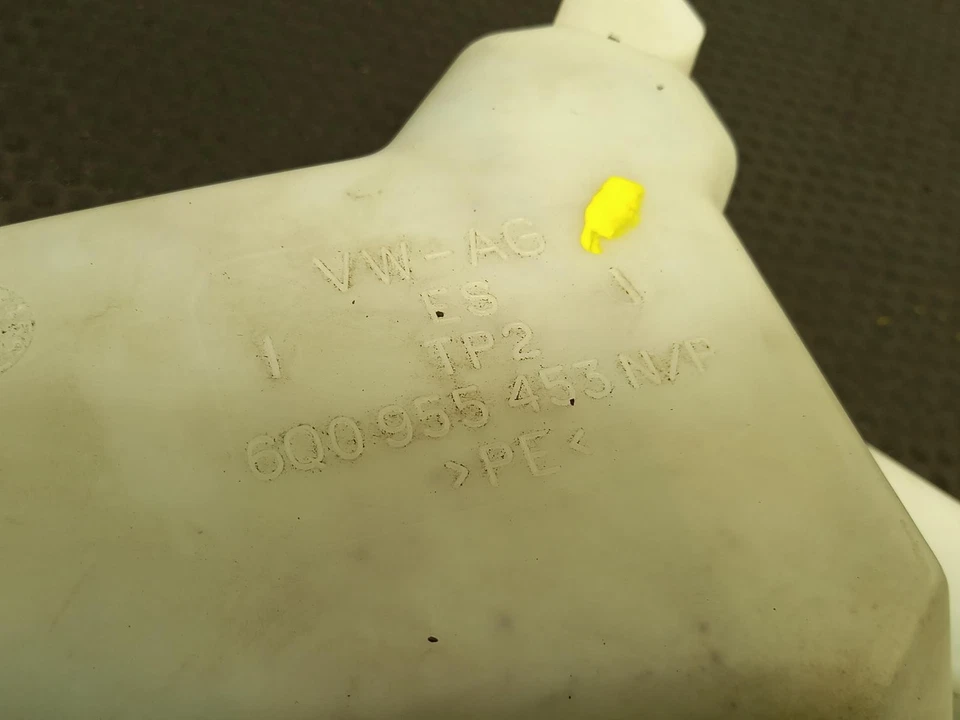 VW-AG
ES
I
I
TP2
6Q0 955 453 N/P
>PE<